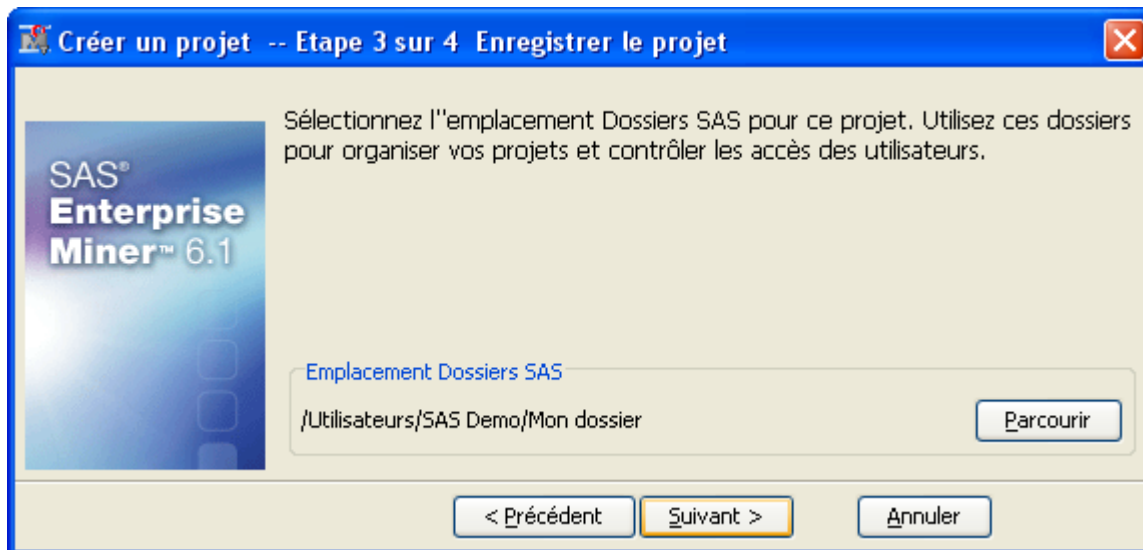 Créer un projet -- Etape 3 sur 4 Enregistrer le projet
SAS®
Enterprise
Miner™ 6.1
Sélectionnez l''emplacement Dossiers SAS pour ce projet. Utilisez ces dossiers
pour organiser vos projets et contrôler les accès des utilisateurs.
Emplacement Dossiers SAS
/Utilisateurs/SAS Demo/Mon dossier
Parcourir
< Précédent
Suivant >
Annuler